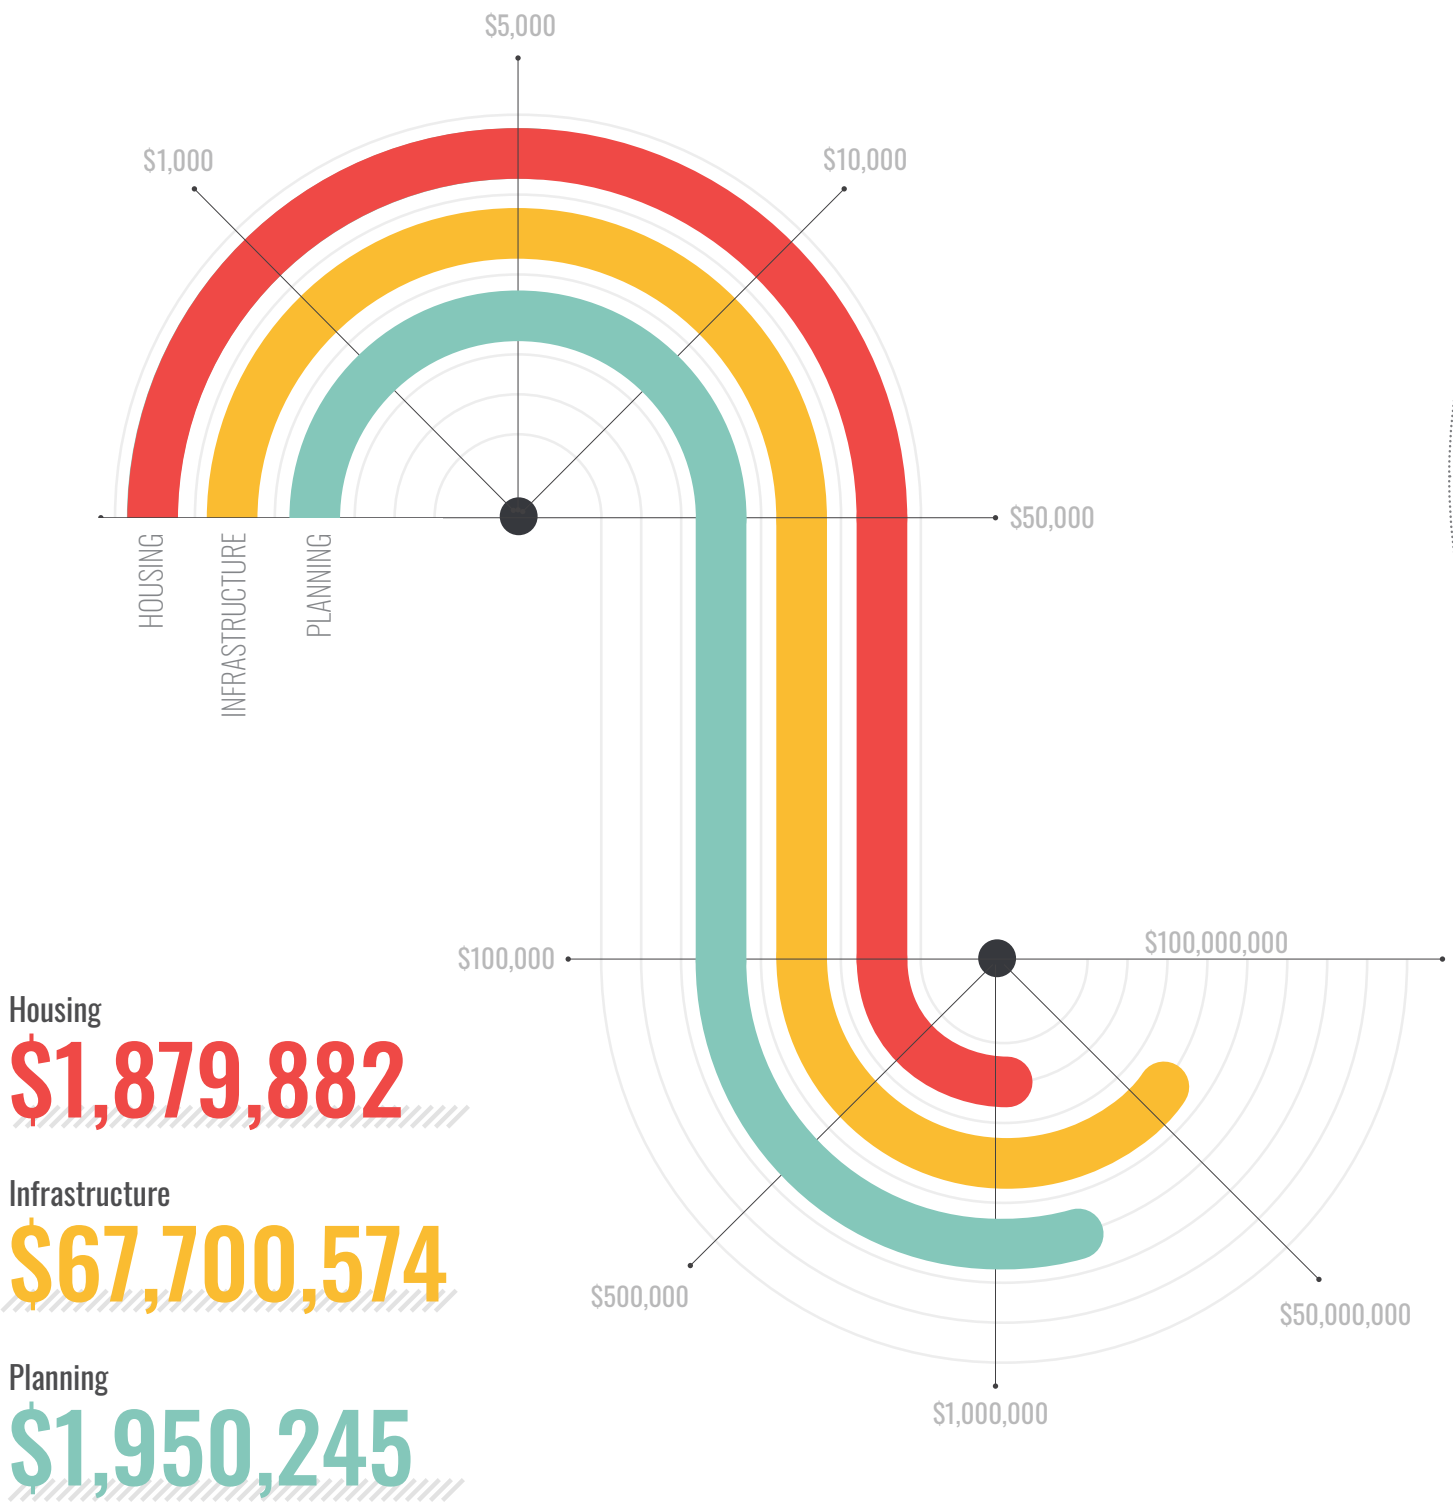 $5,000
$1,000
$10,000
$50,000
HOUSING
INFRASTRUCTURE
PLANNING
$100,000
$100,000,000
Housing
$1,879,882
Infrastructure
$67,700,574
$500,000
$50,000,000
Planning
$1,000,000
$1,950,245